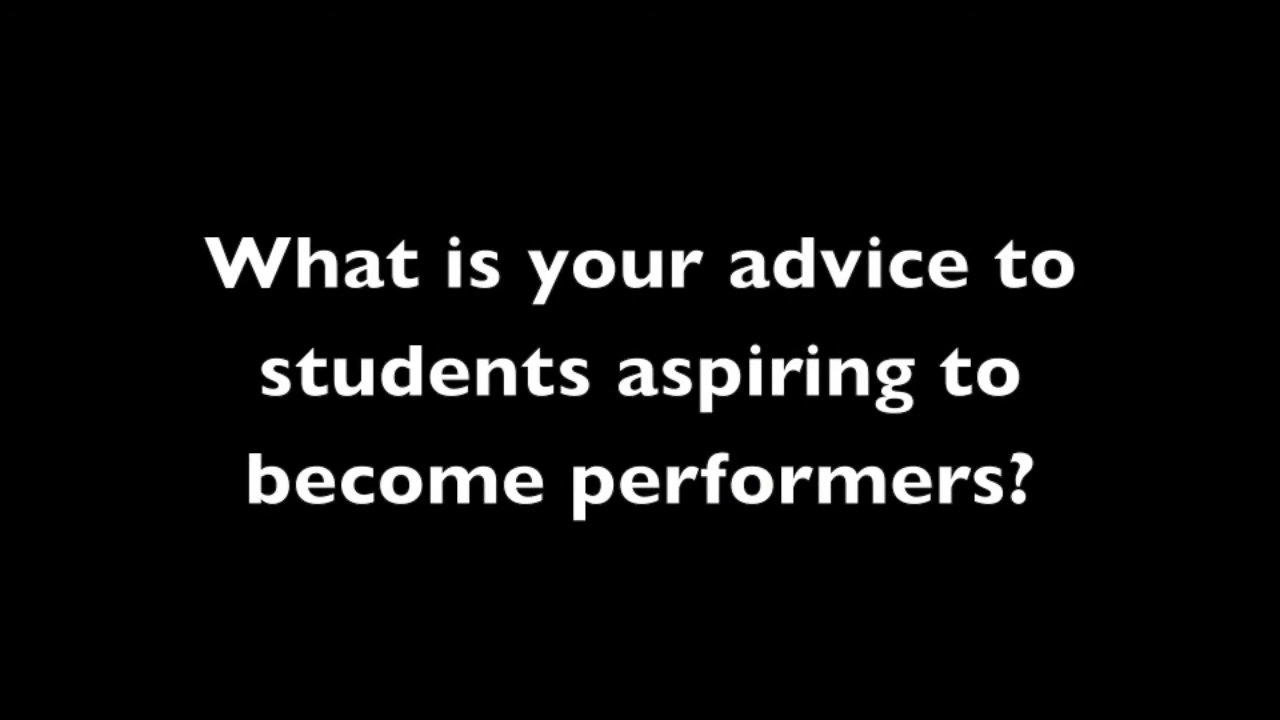 What is your advice to
students aspiring to
become performers?